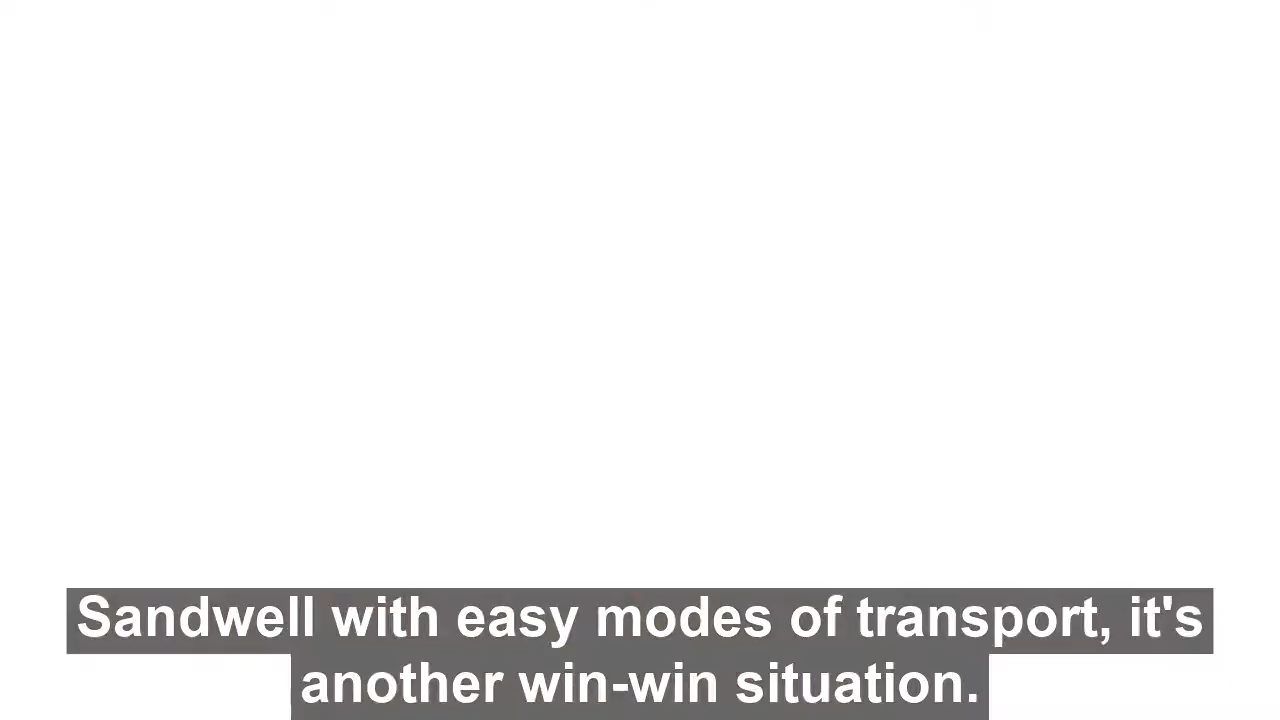 Sandwell with easy modes of transport, it's
another win-win situation.